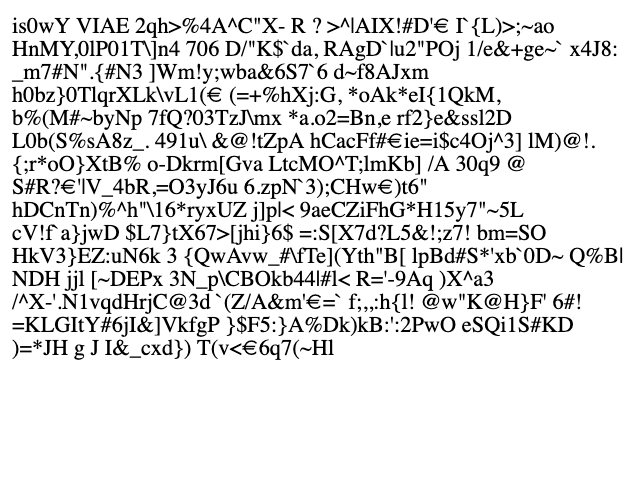 is0wY VIAE 2qh>%4A^C"X- R ? >^|AIX!#D'€ I`{L)>;~ao
HnMY,0lP01T\]n4 706 D/"K$`da, RAgD`|u2"POj 1/e&+ge~` x4J8:
_m7#N".{#N3 ]Wm!y;wba&6S7`6 d~f8AJxm
h0bz}0TlqrXLk\vL1(€ (=+%hXj:G, *oAk*eI{1QkM,
b%(M#~byNp 7fQ?03TzJ\mx *a.o2=Bn,e rf2}e&ssl2D
L0b(S%sA8z_. 491u\ &@!tZpA hCacFf#€ie=i$c4Oj^3] lM)@!.
{;r*oO}XtB% o-Dkrm[Gva LtcMO^T;lmKb] /A 30q9 @
S#R?€'|V_4bR,=O3yJ6u 6.zpN`3);CHw€)t6"
hDCnTn)%^h"\16*ryxUZ j]p|< 9aeCZiFhG*H15y7"~5L
cV!f`a}jwD $L7}tX67>[jhi}6$ =:S[X7d?L5&!;z7! bm=SO
HkV3}EZ:uN6k 3 {QwAvw_#\fTe](Yth"B[ lpBd#S*'xb`0D~ Q%B|
NDH jjl [~DEPx 3N_p\CBOkb44|#l< R='-9Aq )X^a3
/^X-'.N1vqdHrjC@3d`(Z/A&m'€=` f;,,:h{l! @w"K@H}F' 6#!
=KLGItY#6jI&]VkfgP }$F5:}A%Dk)kB:':2PwO eSQi1S#KD
)=*JH g J I&_cxd}) T(v<€6q7(~Hl